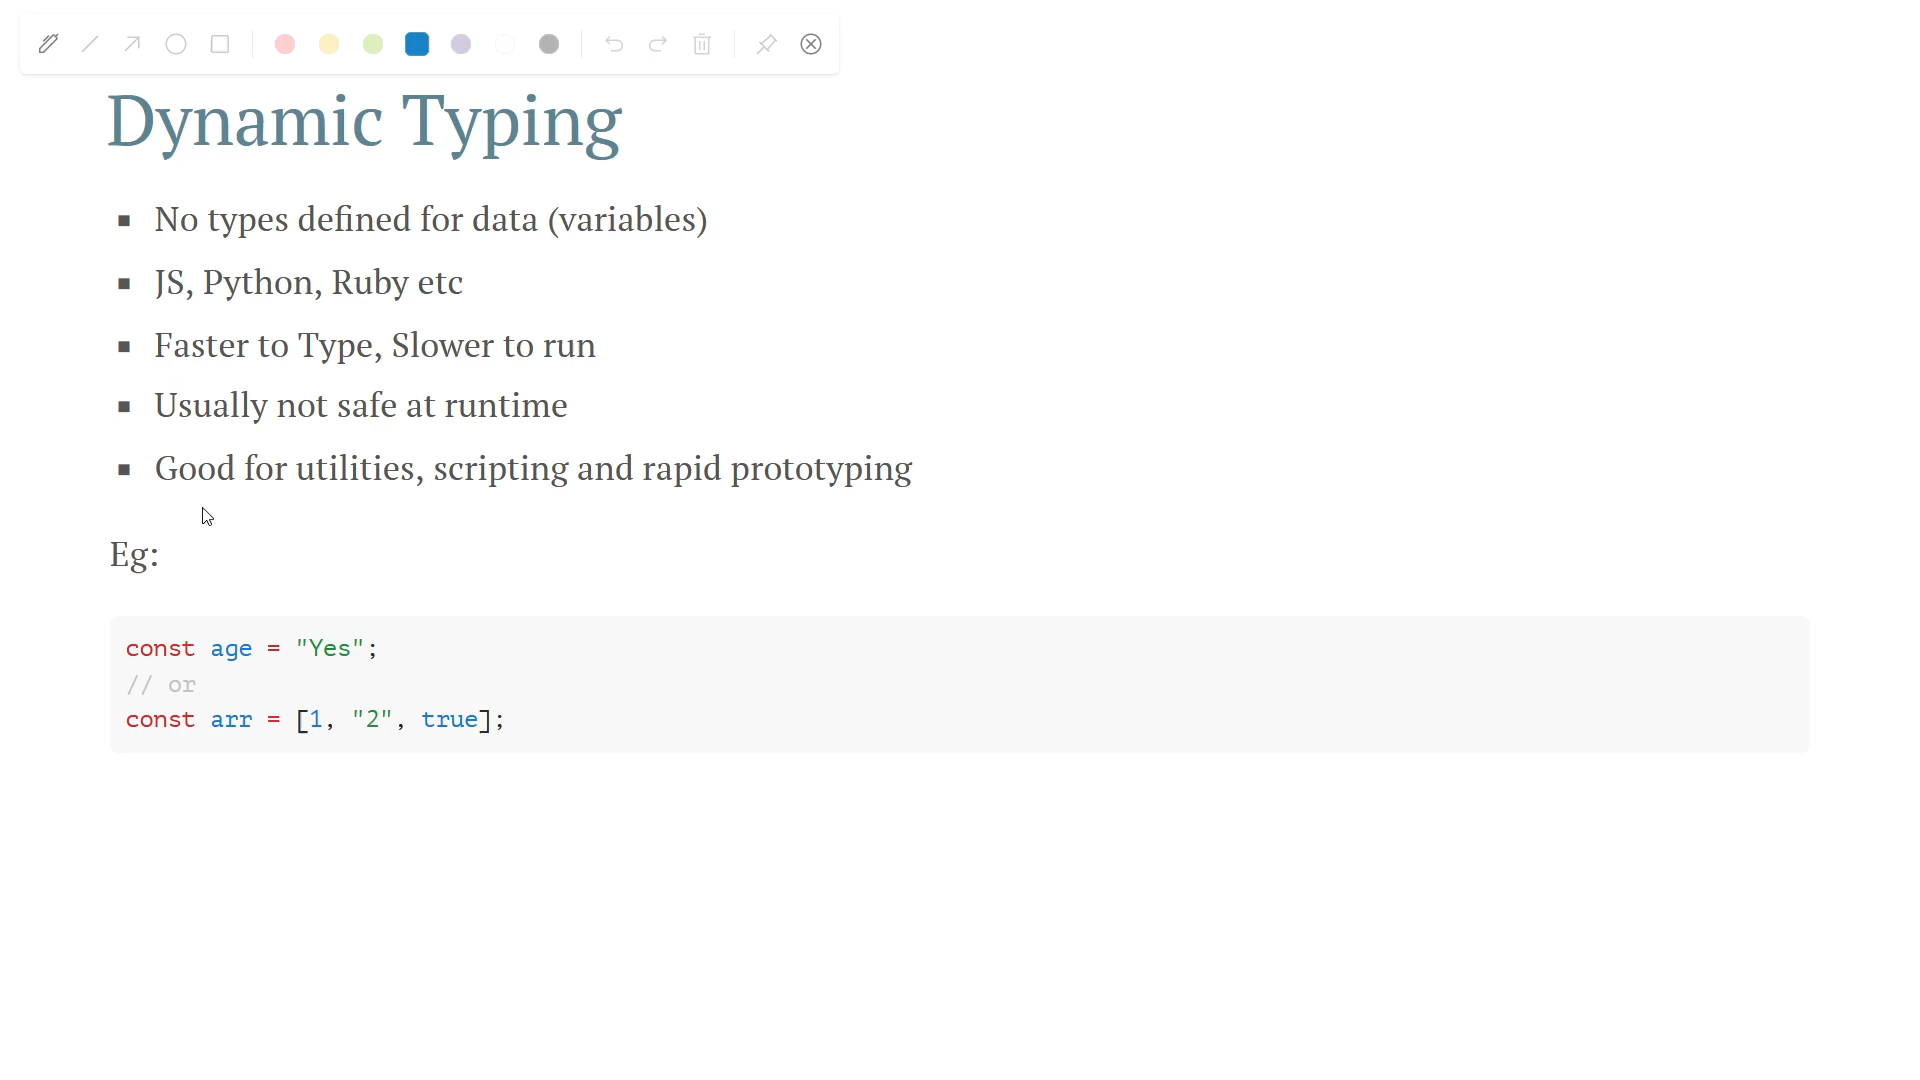 Dynamic Typing
▪ No types defined for data (variables)
▪ JS, Python, Ruby etc
▪ Faster to Type, Slower to run
▪ Usually not safe at runtime
▪ Good for utilities, scripting and rapid prototyping
Eg:
const age = "Yes";
// or
const arr = [1, "2", true];